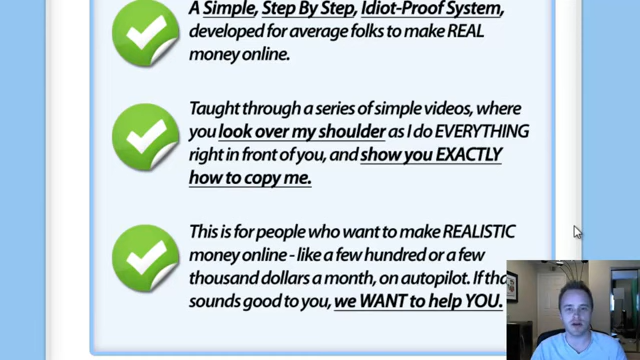 A Simple, Step By Step, Idiot-Proof System,
developed for average folks to make REAL
money online.
Taught through a series of simple videos, where
you look over my shoulder as I do EVERYTHING
right in front of you, and show you EXACTLY
how to copy me.
This is for people who want to make REALISTIC
money online - like a few hundred or a few
thousand dollars a month, on autopilot. If
sounds good to you, we WANT to help YOU.